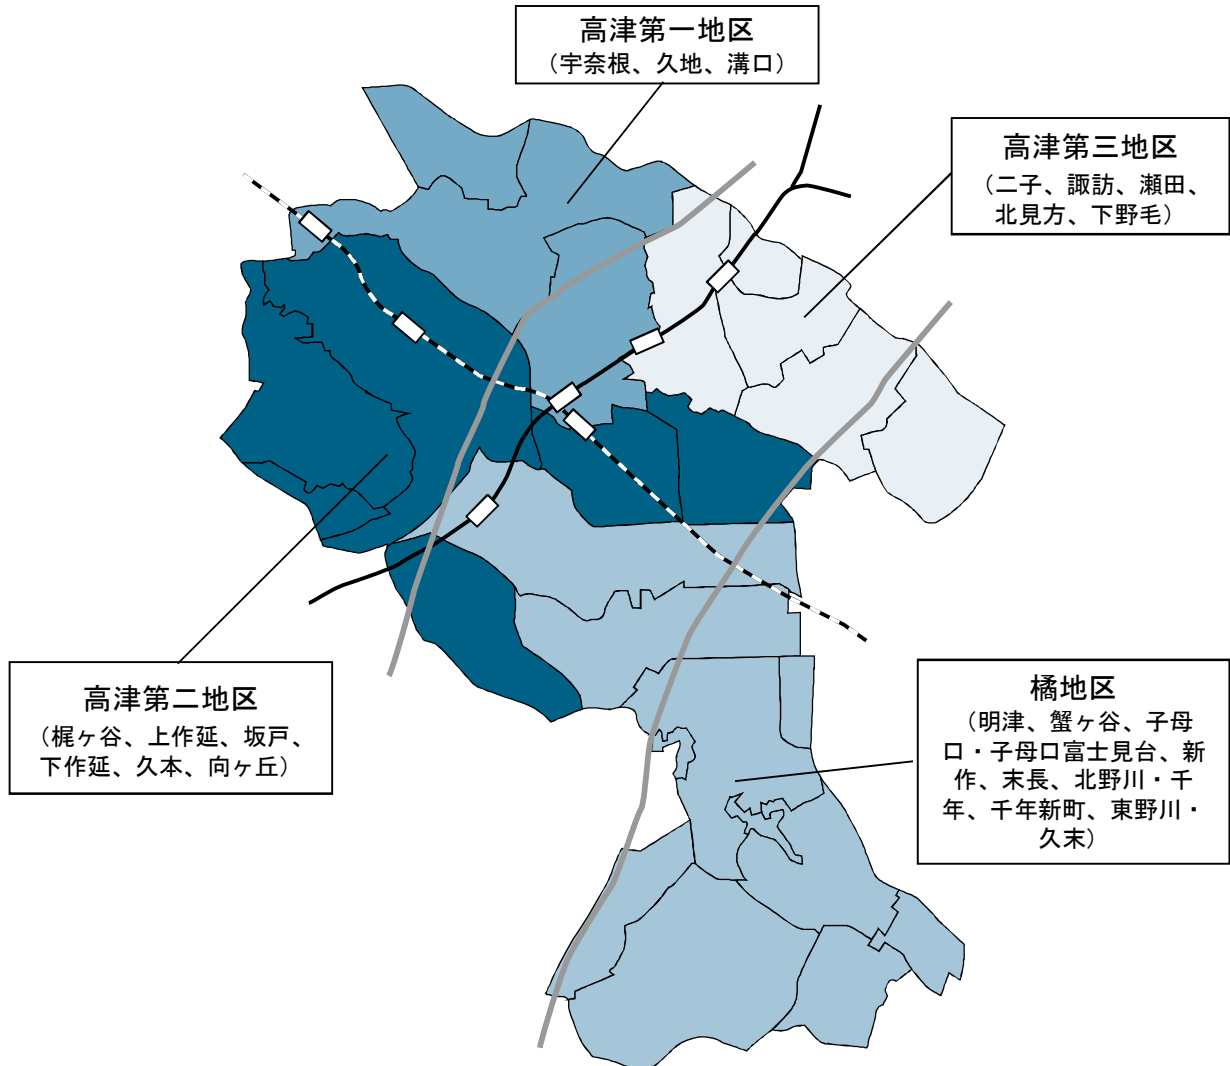 高津第一地区
（宇奈根、久地、溝口）
高津第三地区
（二子、諏訪、瀬田、
北見方、下野毛）
高津第二地区
（梶ヶ谷、上作延、坂戸、
下作延、久本、向ヶ丘）
橘地区
（明津、蟹ヶ谷、子母
口・子母口富士見台、新
作、末長、北野川・千
年、千年新町、東野川・
久末）